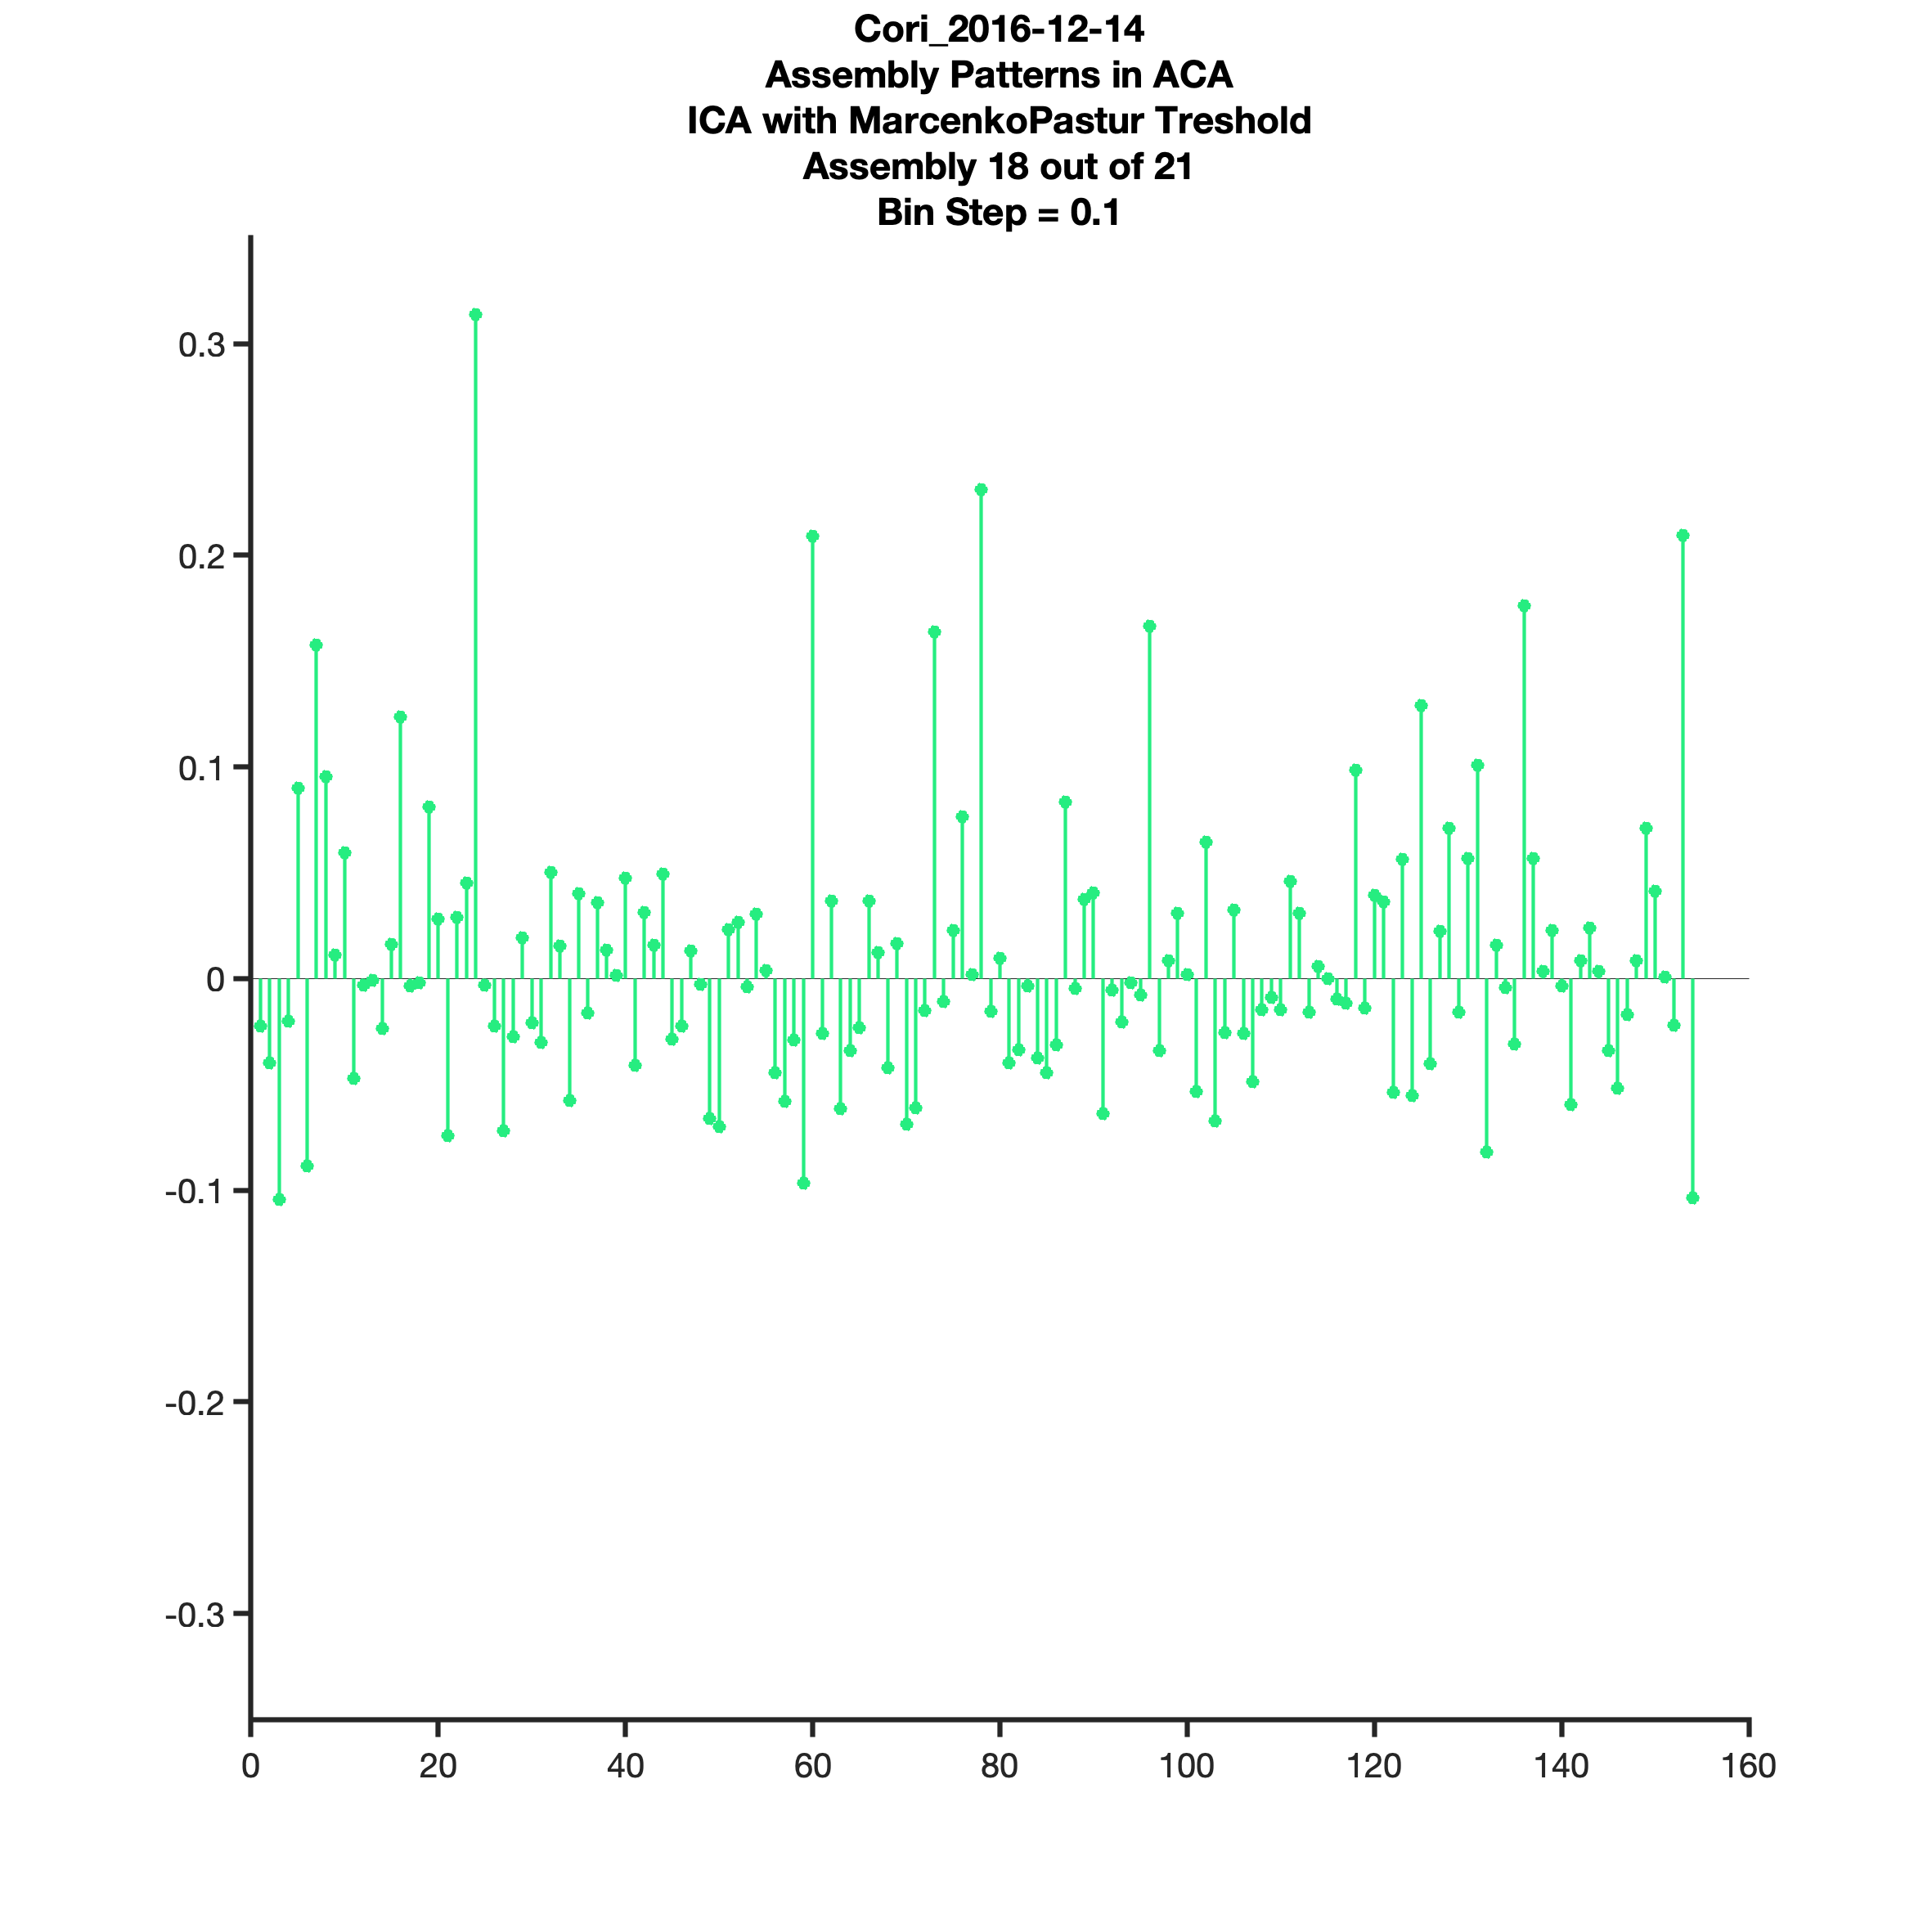 Cori_2016-12-14
Assembly Patterns in ACA
ICA with MarcenkoPastur Treshold
Assembly 18 out of 21
Bin Step = 0.1
0.3
0.2
0.1
0
-0.1
-0.2
-0.3
0 20 40 60 80 100 120 140 160